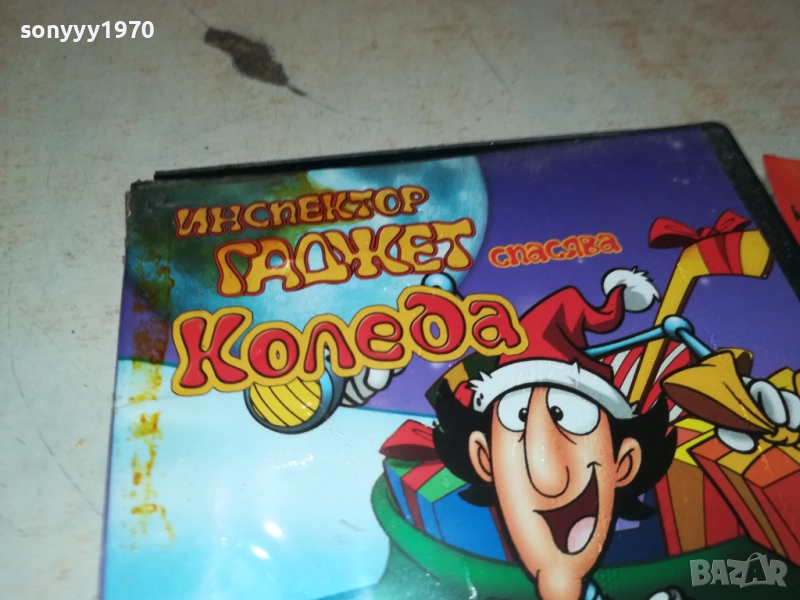 sonyyy1970
ИНСПЕКТОР
ГАДЖЕТ спасява
Коледа
BAZAR